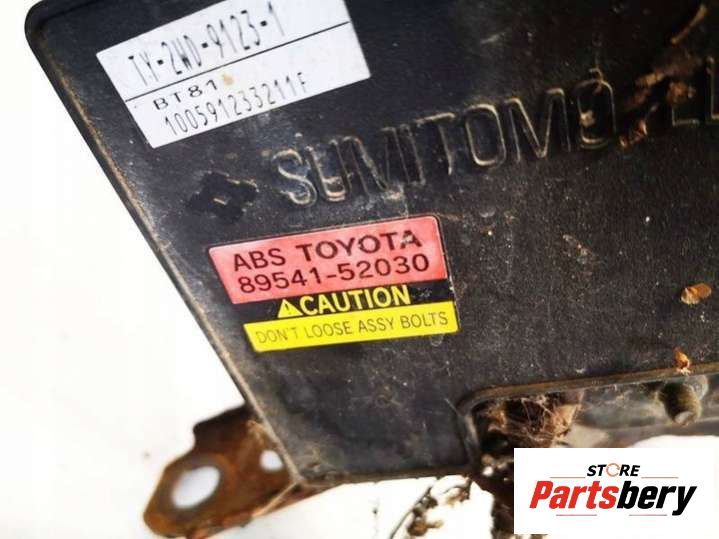 TY-2WD-9123-1
BT81
100591233211F
SUMITOMO
ABS TOYOTA
89541-52030
CAUTION
DON'T LOOSE ASSY BOLTS
STORE
Partsbery